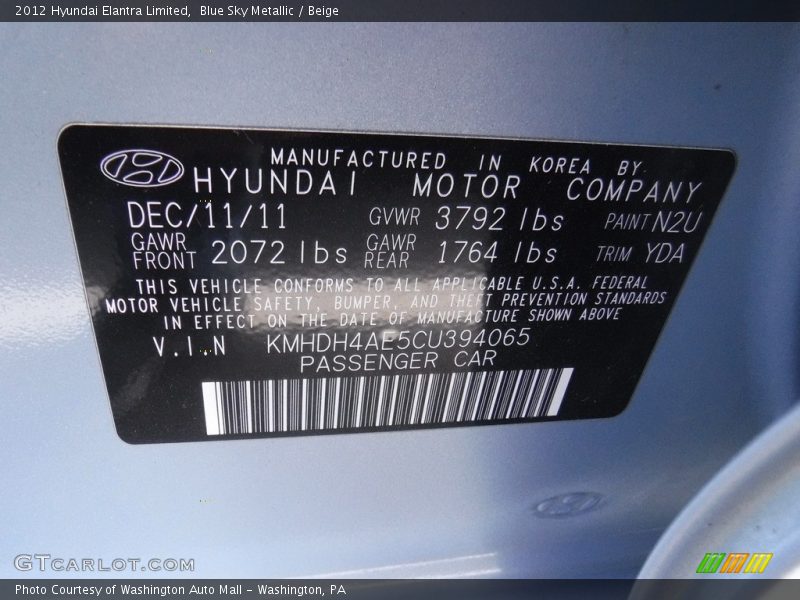 2012 Hyundai Elantra Limited, Blue Sky Metallic / Beige
MANUFACTURED IN KOREA BY
HYUNDAI MOTOR COMPANY
DEC/11/11 GVWR 3792 lbs PAINT N2U
GAWR FRONT 2072 lbs GAWR REAR 1764 lbs TRIM YDA
THIS VEHICLE CONFORMS TO ALL APPLICABLE U.S.A. FEDERAL
MOTOR VEHICLE SAFETY, BUMPER, AND THEFT PREVENTION STANDARDS
IN EFFECT ON THE DATE OF MANUFACTURE SHOWN ABOVE
V.I.N KMHDH4AE5CU394065
PASSENGER CAR
GTCARLOT.COM
Photo Courtesy of Washington Auto Mall - Washington, PA